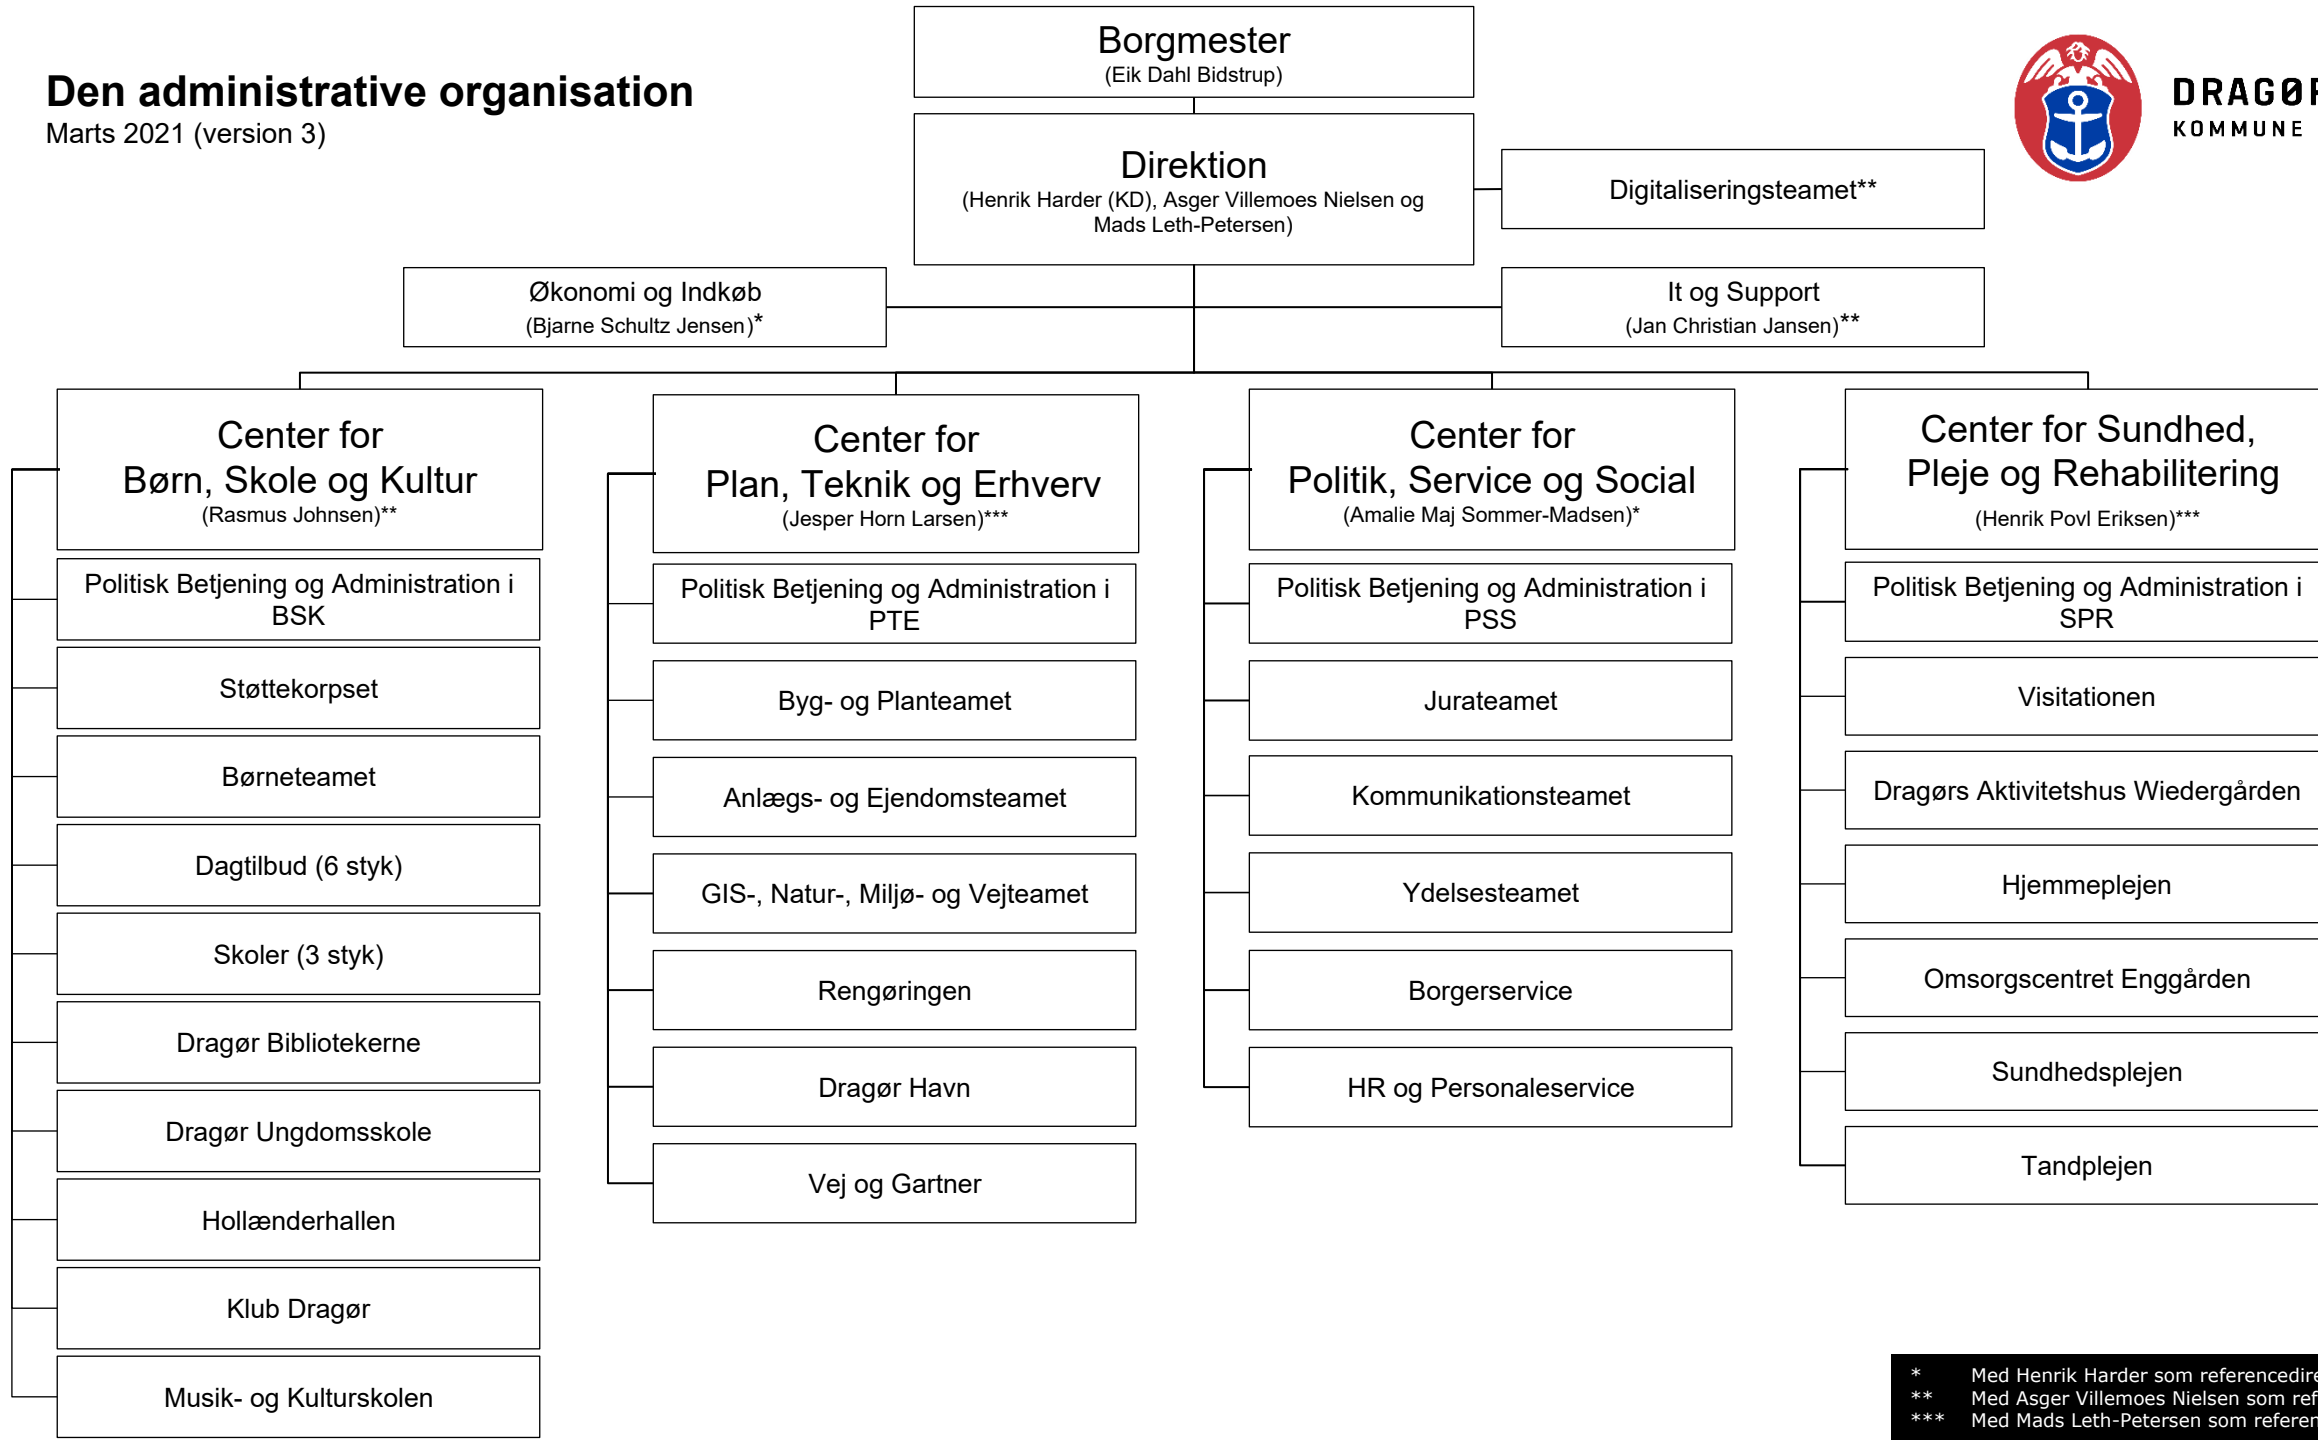 Den administrative organisation
Marts 2021 (version 3)
Borgmester
(Eik Dahl Bidstrup)
DRAGØR
KOMMUNE
Direktion
(Henrik Harder (KD), Asger Villemoes Nielsen og
Mads Leth-Petersen)
Digitaliseringsteamet**
Økonomi og Indkøb
(Bjarne Schultz Jensen)*
It og Support
(Jan Christian Jansen)**
Center for
Børn, Skole og Kultur
(Rasmus Johnsen)**
Politisk Betjening og Administration i
BSK
Støttekorpset
Børneteamet
Dagtilbud (6 styk)
Skoler (3 styk)
Dragør Bibliotekerne
Dragør Ungdomsskole
Hollænderhallen
Klub Dragør
Musik- og Kulturskolen
Center for
Plan, Teknik og Erhverv
(Jesper Horn Larsen)***
Politisk Betjening og Administration i
PTE
Byg- og Planteamet
Anlægs- og Ejendomsteamet
GIS-, Natur-, Miljø- og Vejteamet
Rengøringen
Dragør Havn
Vej og Gartner
Center for
Politik, Service og Social
(Amalie Maj Sommer-Madsen)*
Politisk Betjening og Administration i
PSS
Jurateamet
Kommunikationsteamet
Ydelsesteamet
Borgerservice
HR og Personaleservice
Center for Sundhed,
Pleje og Rehabilitering
(Henrik Povl Eriksen)***
Politisk Betjening og Administration i
SPR
Visitationen
Dragørs Aktivitetshus Wiedergården
Hjemmeplejen
Omsorgscentret Enggården
Sundhedsplejen
Tandplejen
* Med Henrik Harder som
** Med Asger Villemoes Nielsen som
*** Med Mads Leth-Petersen som